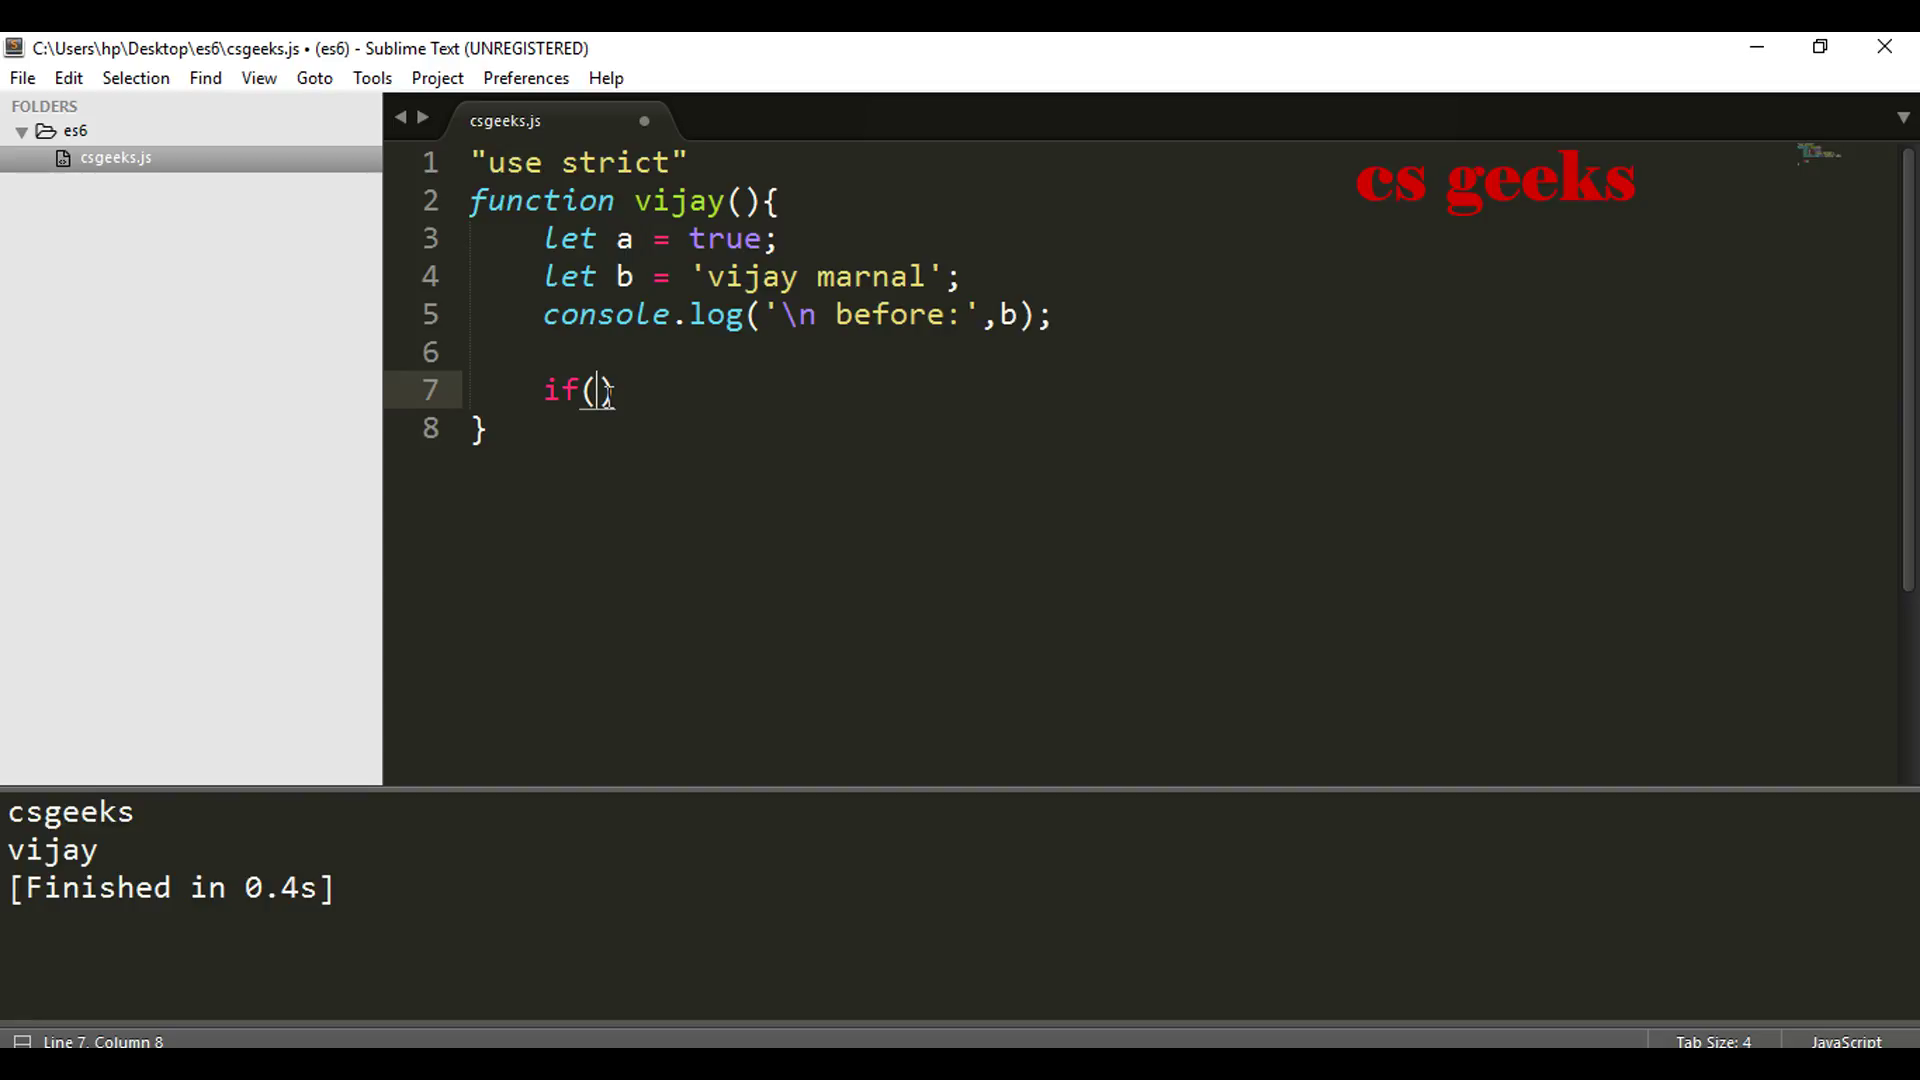 C:\Users\hp\Desktop\es6\csgeeks.js • (es6) - Sublime Text (UNREGISTERED)
File Edit Selection Find View Goto Tools Project Preferences Help
FOLDERS
es6
csgeeks.js
csgeeks.js
cs geeks
1 "use strict"
2 function vijay(){
3 let a = true;
4 let b = 'vijay marnal';
5 console.log('\n before:',b);
6
7 if()
8 }
csgeeks
vijay
[Finished in 0.4s]
Line 7, Column 8 Tab Size: 4 JavaScript